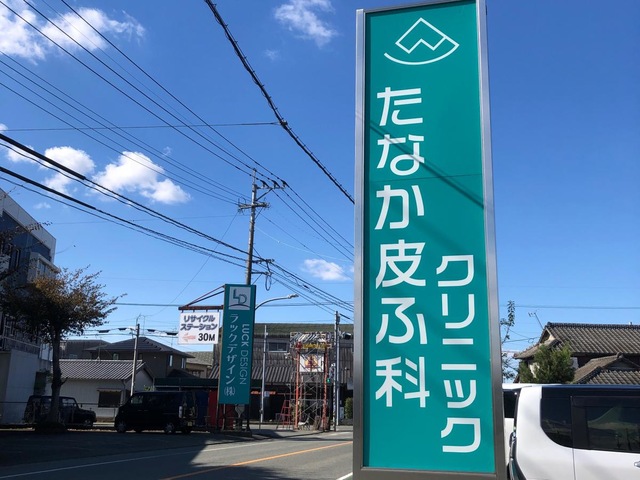 たなか皮ふ科
クリニック
リサイクル
ステーション
30M
LD
LUCK DESIGN
ラックデザイン㈱